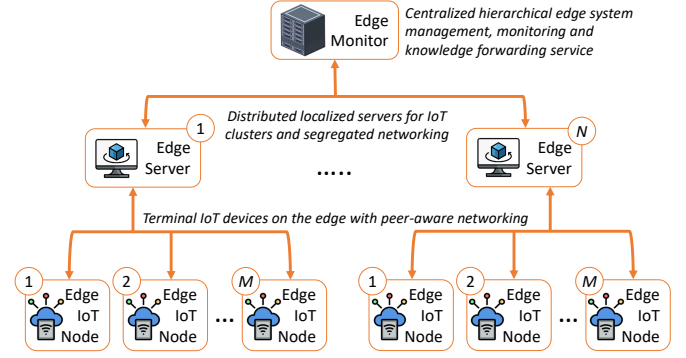 Edge
Monitor
Centralized hierarchical edge system
management, monitoring and
knowledge forwarding service
1
Edge
Server
Distributed localized servers for IoT
clusters and segregated networking
.....
N
Edge
Server
Terminal IoT devices on the edge with peer-aware networking
1
Edge
IoT
Node
2
Edge
IoT
Node
...
M
Edge
IoT
Node
1
Edge
IoT
Node
2
Edge
IoT
Node
...
M
Edge
IoT
Node